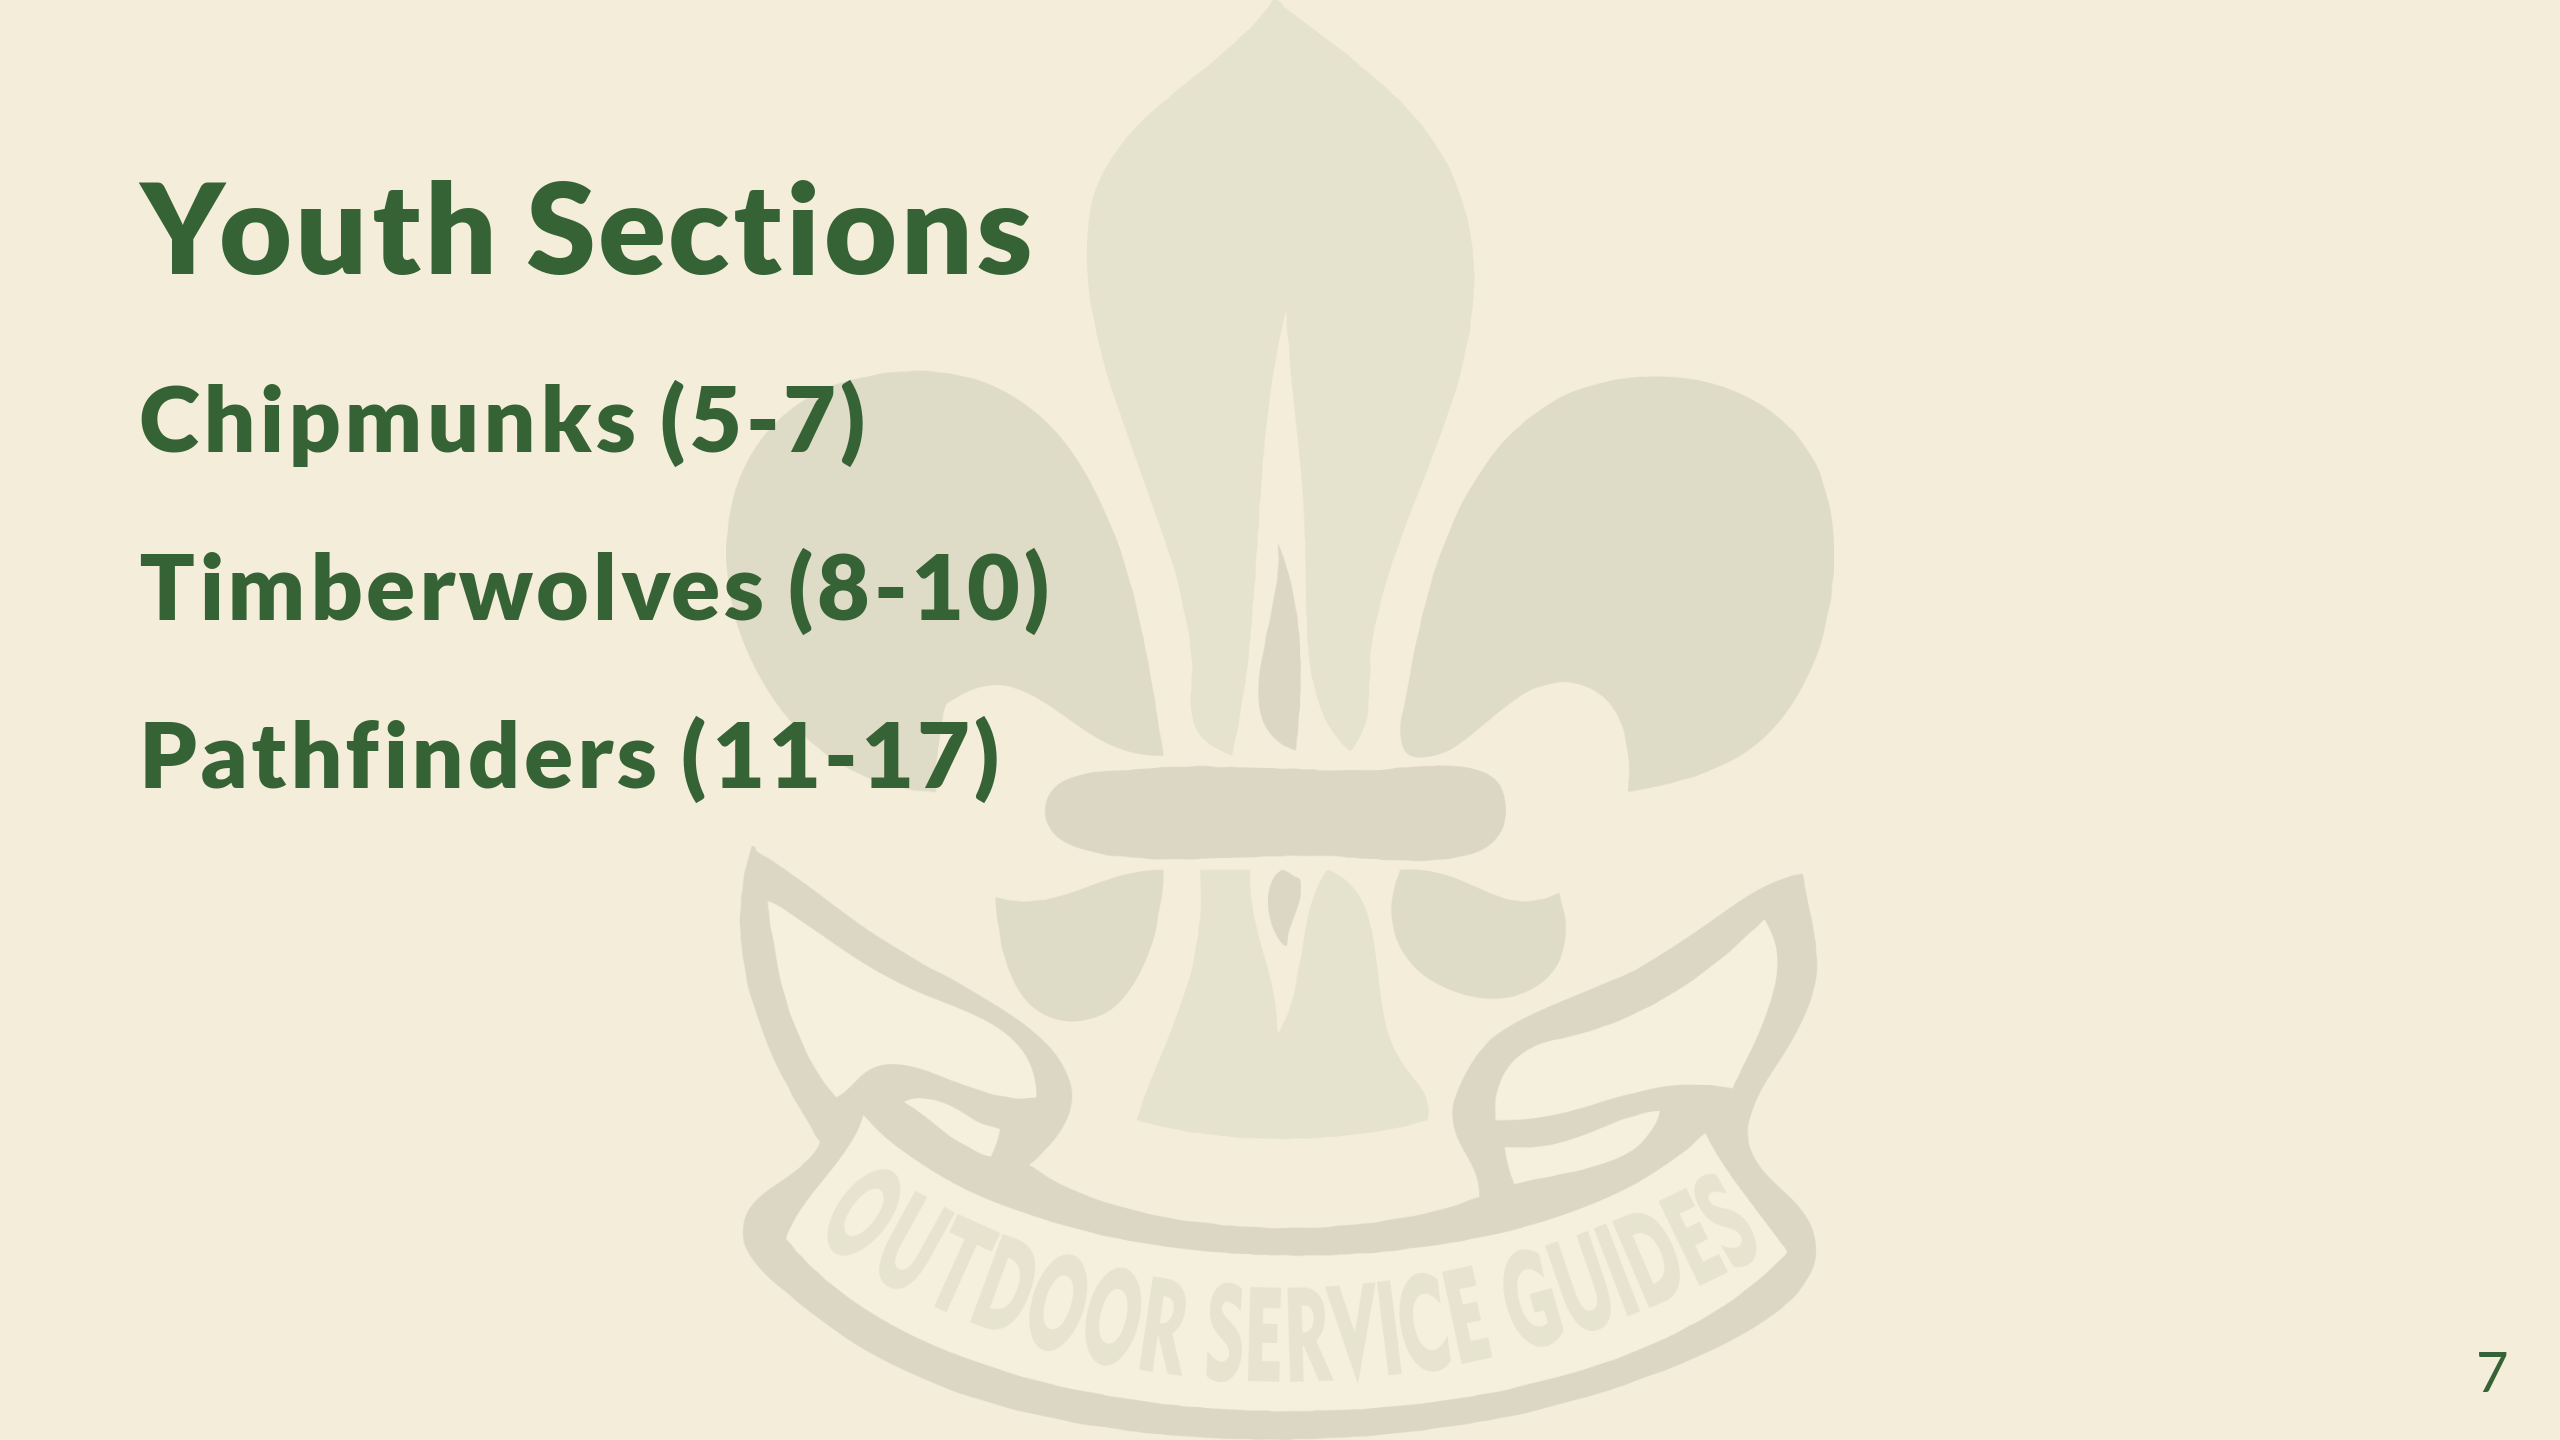 Youth Sections
Chipmunks (5-7)
Timberwolves (8-10)
Pathfinders (11-17)
OUTDOOR SERVICE GUIDES
7